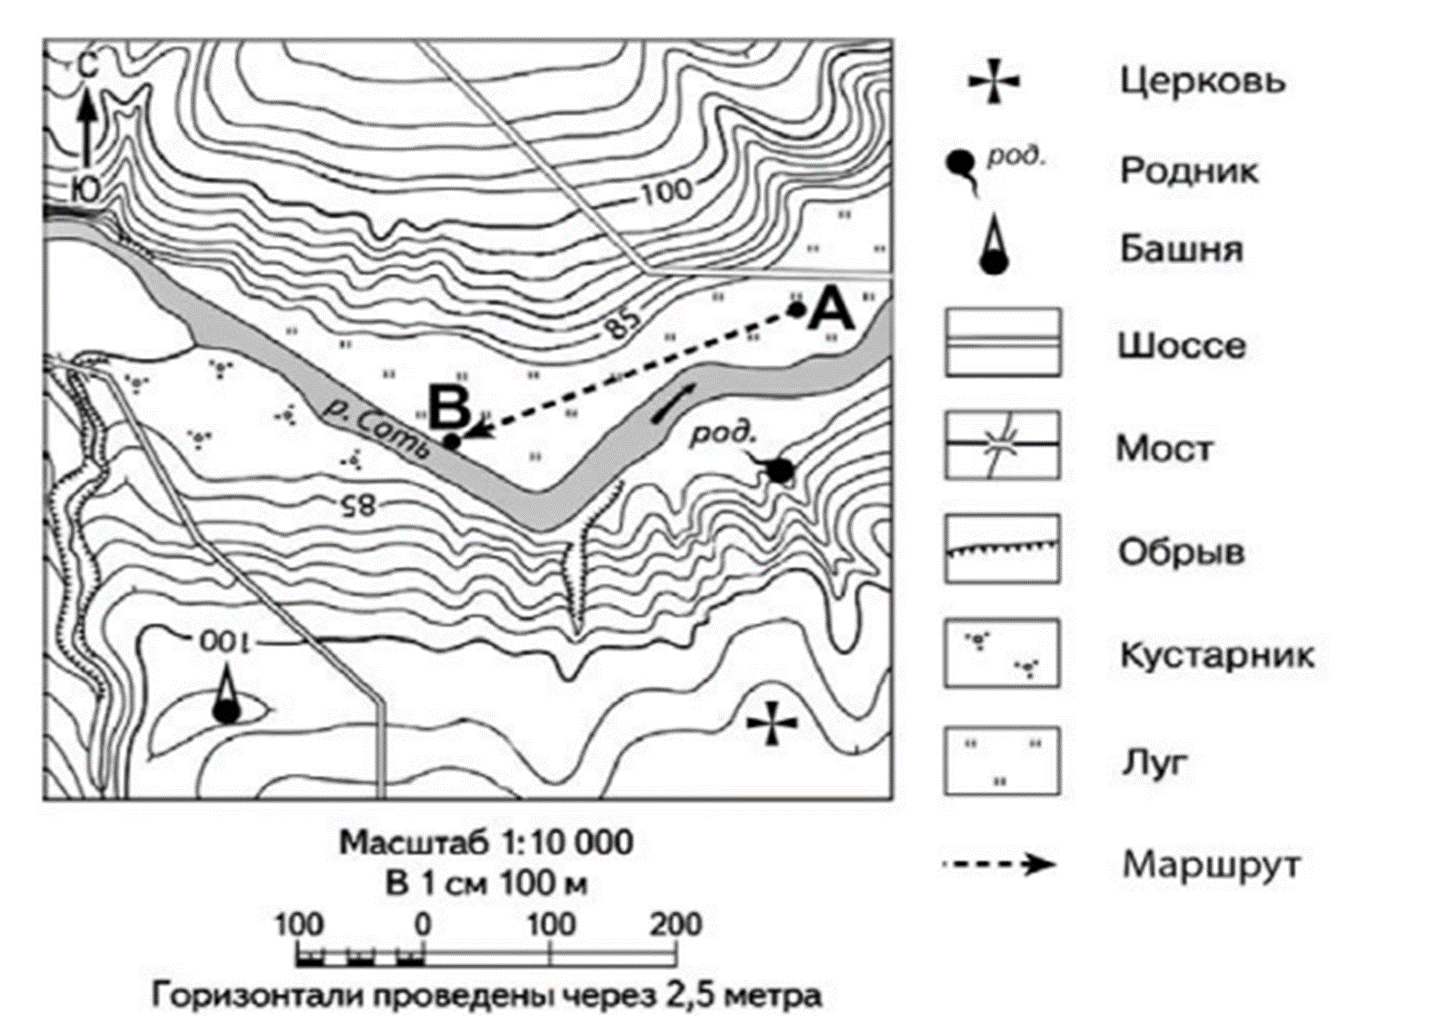 С
Ю
100
85
А
В
р. Соть
род.
85
100
Церковь
род.
Родник
Башня
Шоссе
Мост
Обрыв
Кустарник
Луг
Маршрут
Масштаб 1:10 000
В 1 см 100 м
100 0 100 200
Горизонтали проведены через 2,5 метра